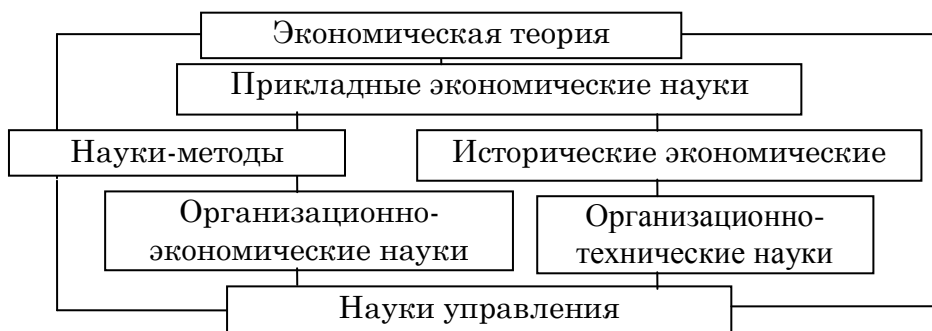 Экономическая теория
Прикладные экономические науки
Науки-методы
Исторические экономические
Организационно-
экономические науки
Организационно-
технические науки
Науки управления